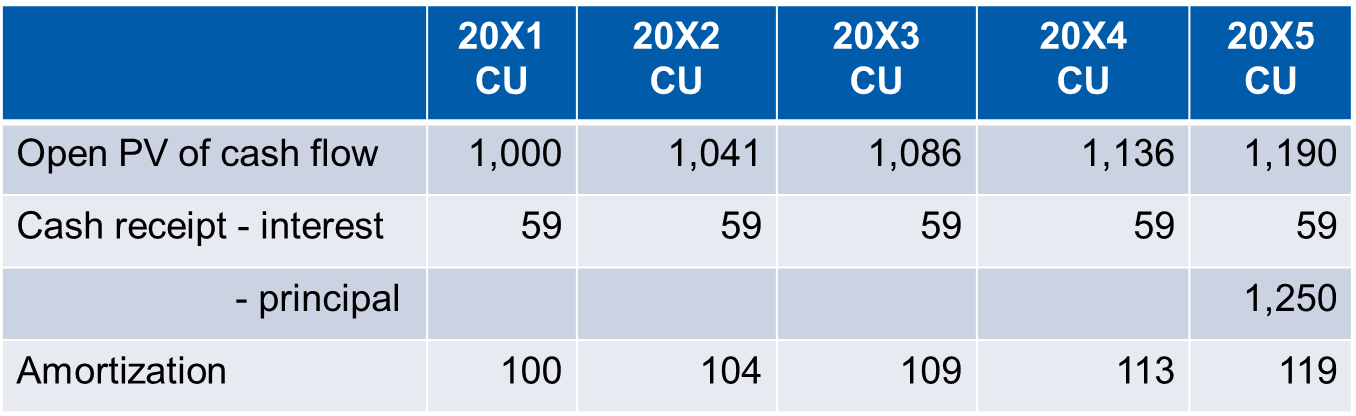 20X1 CU 20X2 CU 20X3 CU 20X4 CU 20X5 CU
Open PV of cash flow 1,000 1,041 1,086 1,136 1,190
Cash receipt - interest 59 59 59 59 59
- principal 1,250
Amortization 100 104 109 113 119